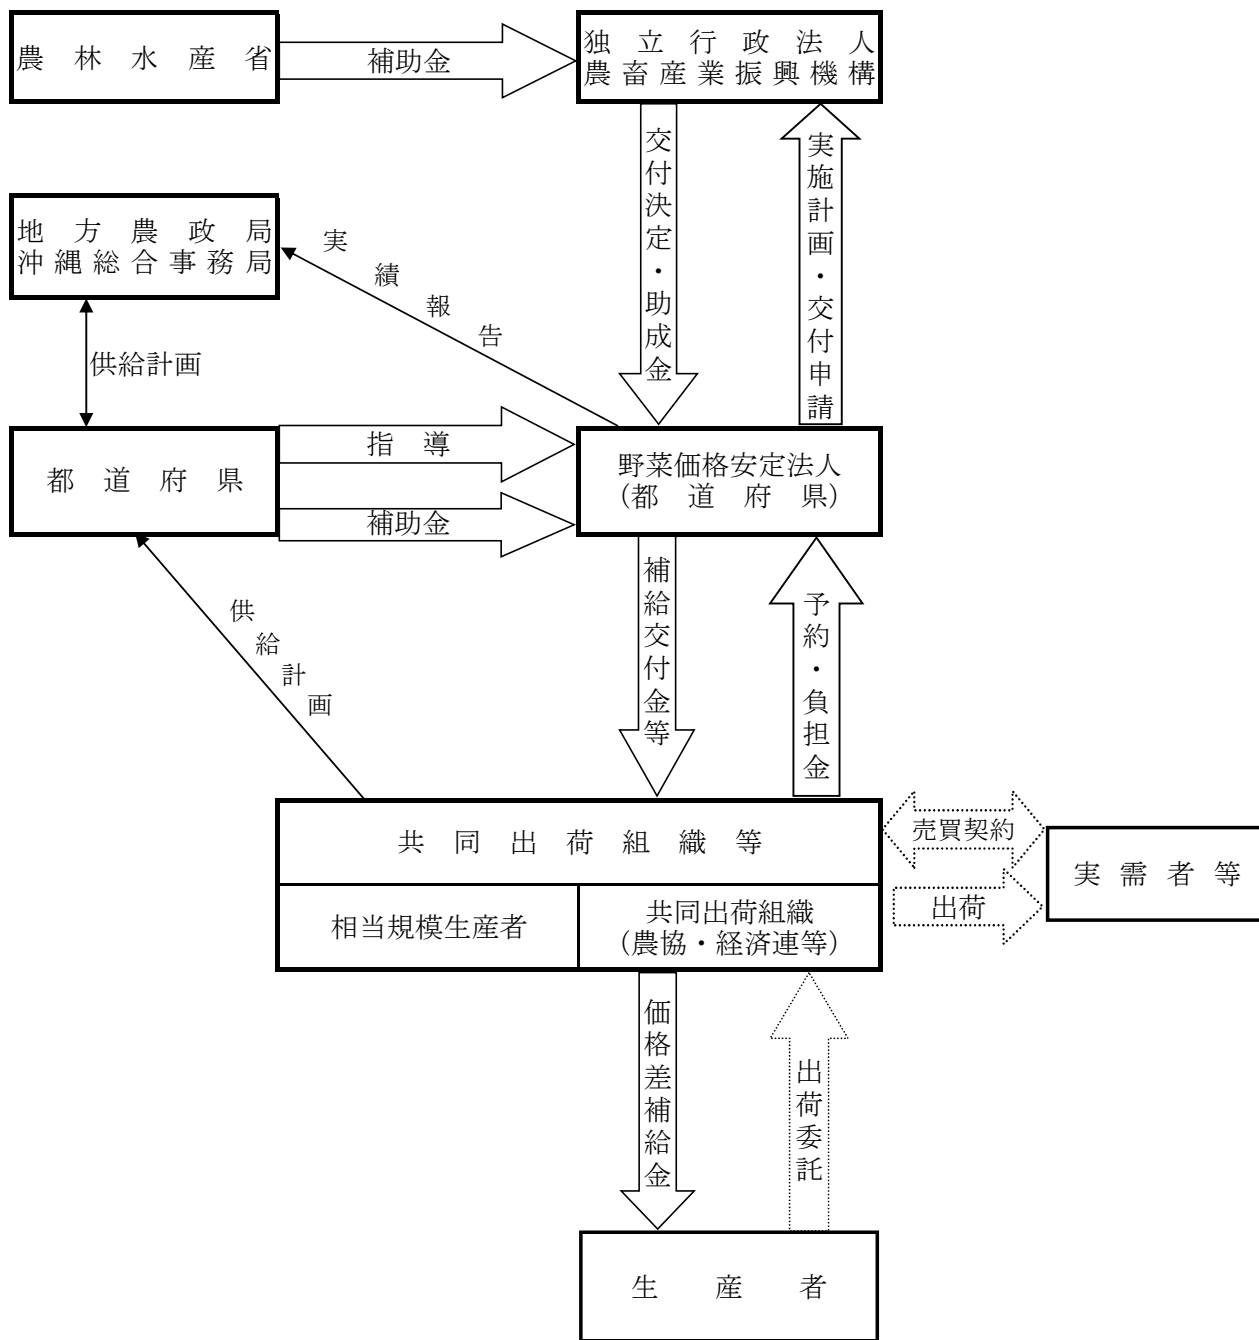 農林水産省
補助金
独立行政法人
農畜産業振興機構
交付決定・助成金
実施計画・交付申請
地方農政局
沖縄総合事務局
実績報告
供給計画
都道府県
指導
補助金
野菜価格安定法人
(都道府県)
供給計画
補給交付金等
予約・負担金
共同出荷組織等
売買契約
実需者等
出荷
相当規模生産者
共同出荷組織
(農協・経済連等)
価格差補給金
出荷委託
生産者